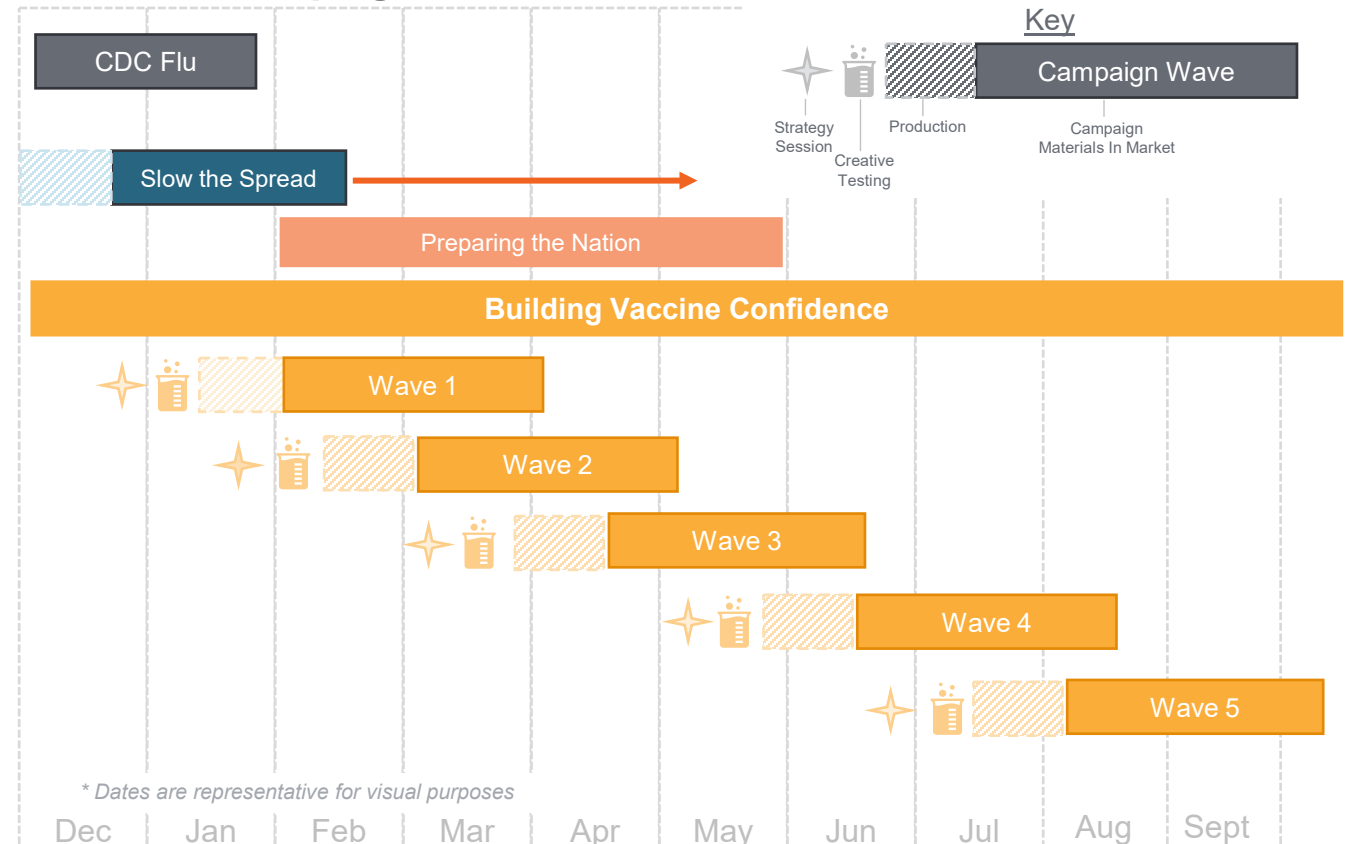 Key
CDC Flu
Campaign Wave
Strategy
Session
Creative
Testing
Production
Campaign
Materials In Market
Slow the Spread
Preparing the Nation
Building Vaccine Confidence
Wave 1
Wave 2
Wave 3
Wave 4
Wave 5
* Dates are representative for visual purposes
Dec Jan Feb Mar Apr May Jun Jul Aug Sept